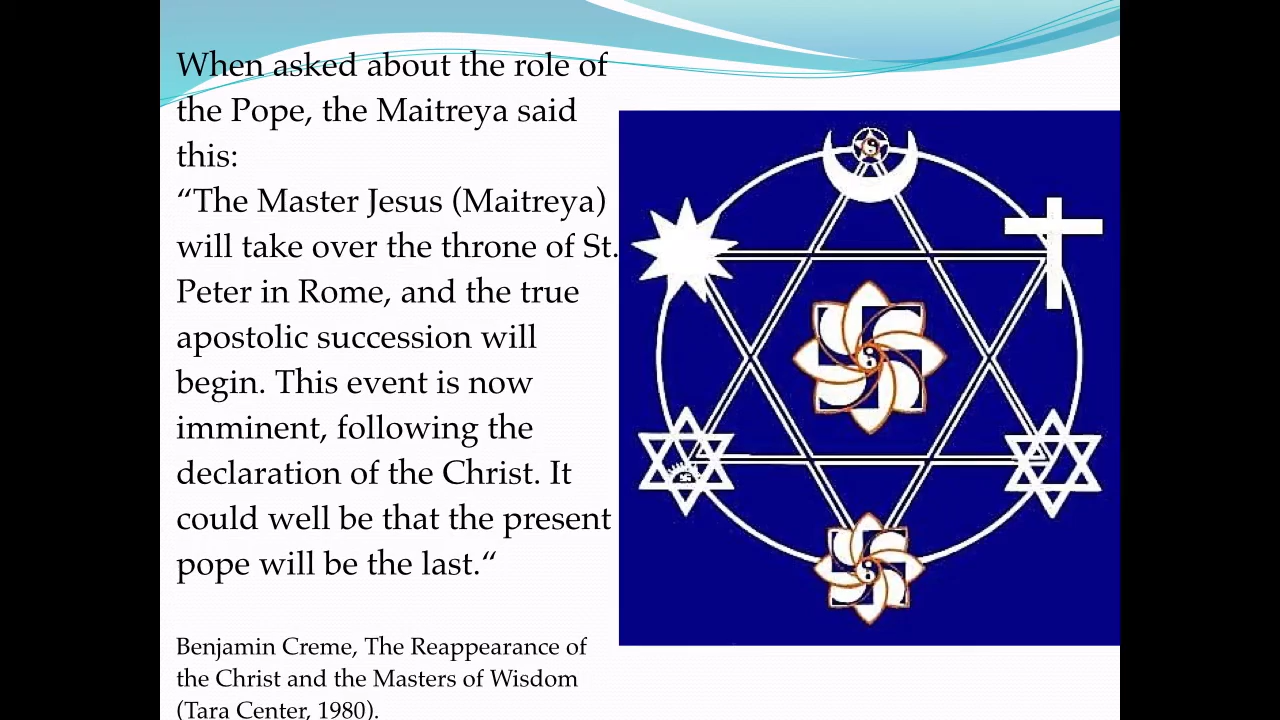 When asked about the role of
the Pope, the Maitreya said
this:
“The Master Jesus (Maitreya)
will take over the throne of St.
Peter in Rome, and the true
apostolic succession will
begin. This event is now
imminent, following the
declaration of the Christ. It
could well be that the present
pope will be the last.“
Benjamin Creme, The Reappearance of
the Christ and the Masters of Wisdom
(Tara Center, 1980).